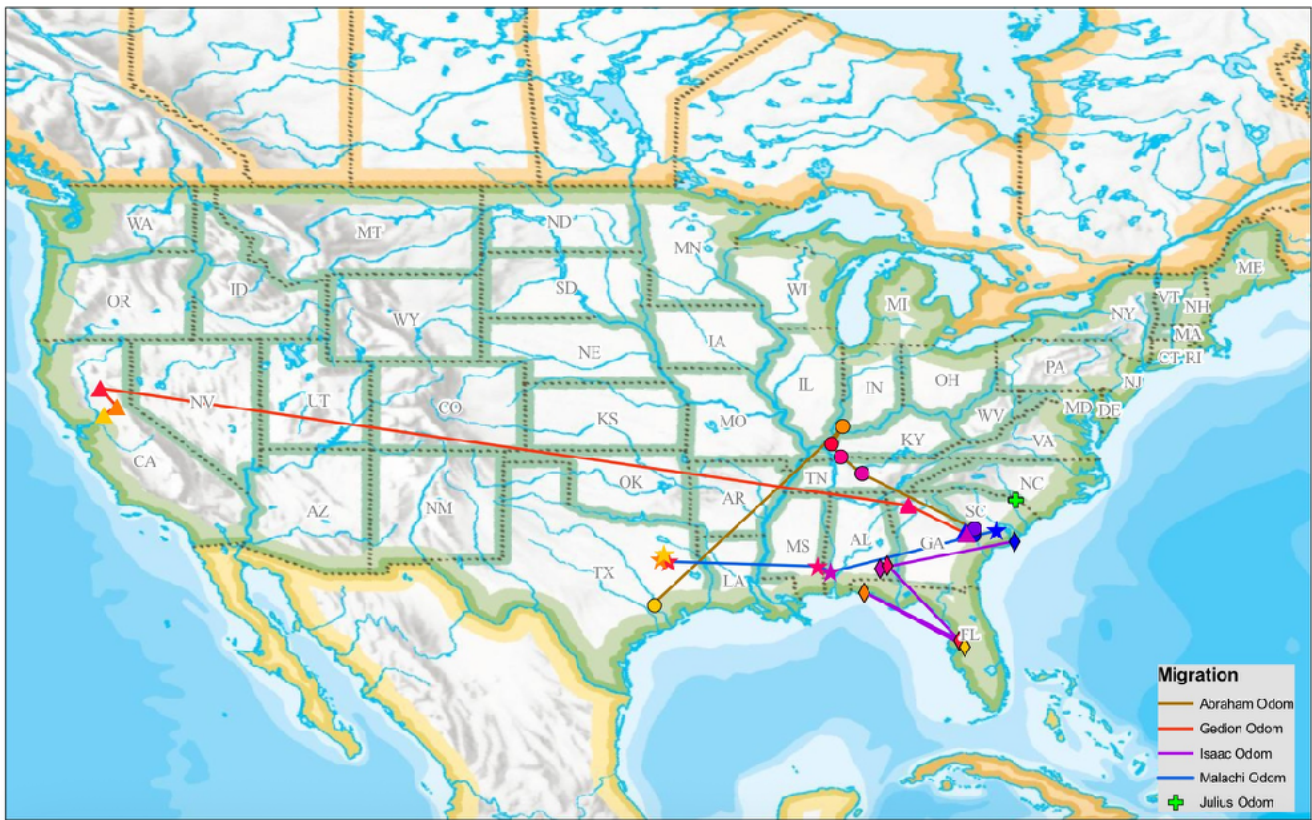 WA
MT
ND
MN
OR
ID
SD
WI
MI
ME
VT
NH
NY
MA
CT
RI
WY
NE
IA
PA
NJ
NV
UT
CO
KS
MO
IL
IN
OH
WV
MD
DE
VA
CA
KY
AZ
NM
OK
AR
TN
NC
SC
TX
LA
MS
AL
GA
FL
Migration
Abraham Odom
Gedion Odom
Isaac Odom
Malachi Odom
Julius Odom